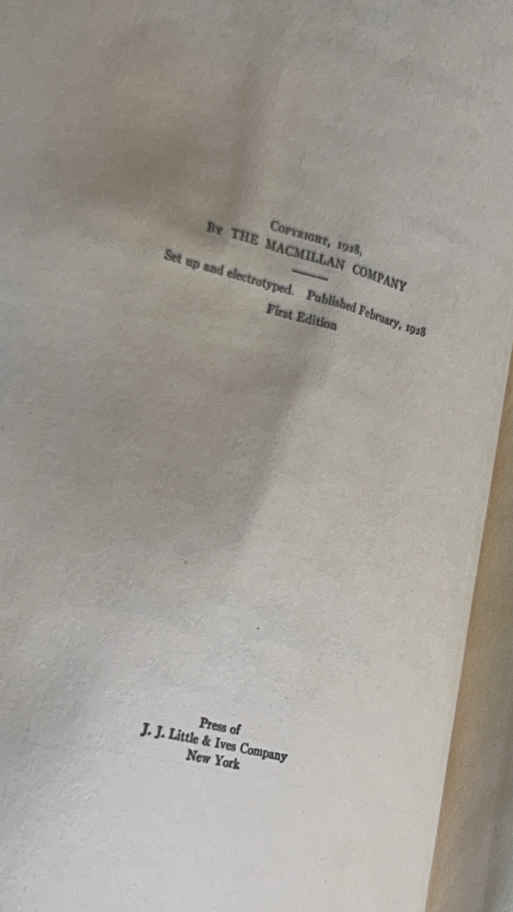 COPYRIGHT, 1928,
BY THE MACMILLAN COMPANY
Set up and electrotyped. Published February, 1928
First Edition
Press of
J. J. Little & Ives Company
New York